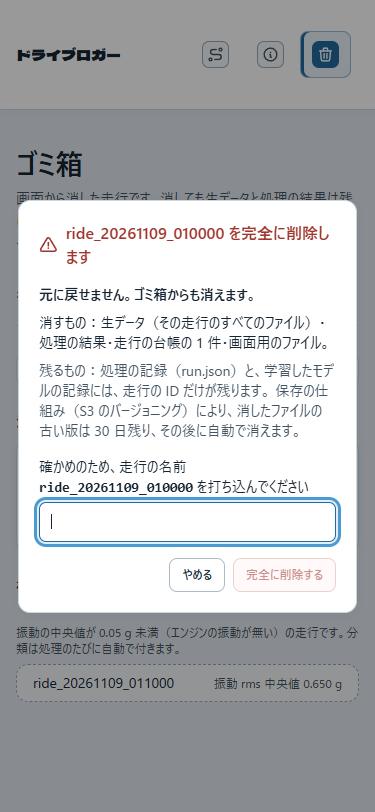 ドライブロガー
ゴミ箱
画面から消した走行です。消しても生データと処理の結果は残
ride_20261109_010000 を完全に削除し
ます
元に戻せません。ゴミ箱からも消えます。
消すもの：生データ（その走行のすべてのファイル）・
処理の結果・走行の台帳の 1 件・画面用のファイル。
残るもの：処理の記録（run.json）と、学習したモデ
ルの記録には、走行の ID だけが残ります。保存の仕
組み（S3 のバージョニング）により、消したファイルの
古い版は 30 日残り、その後に自動で消えます。
確かめのため、走行の名前
ride_20261109_010000 を打ち込んでください
やめる
完全に削除する
振動の中央値が 0.05 g 未満（エンジンの振動が無い）の走行です。分
類は処理のたびに自動で付きます。
ride_20261109_011000
振動 rms 中央値 0.650 g